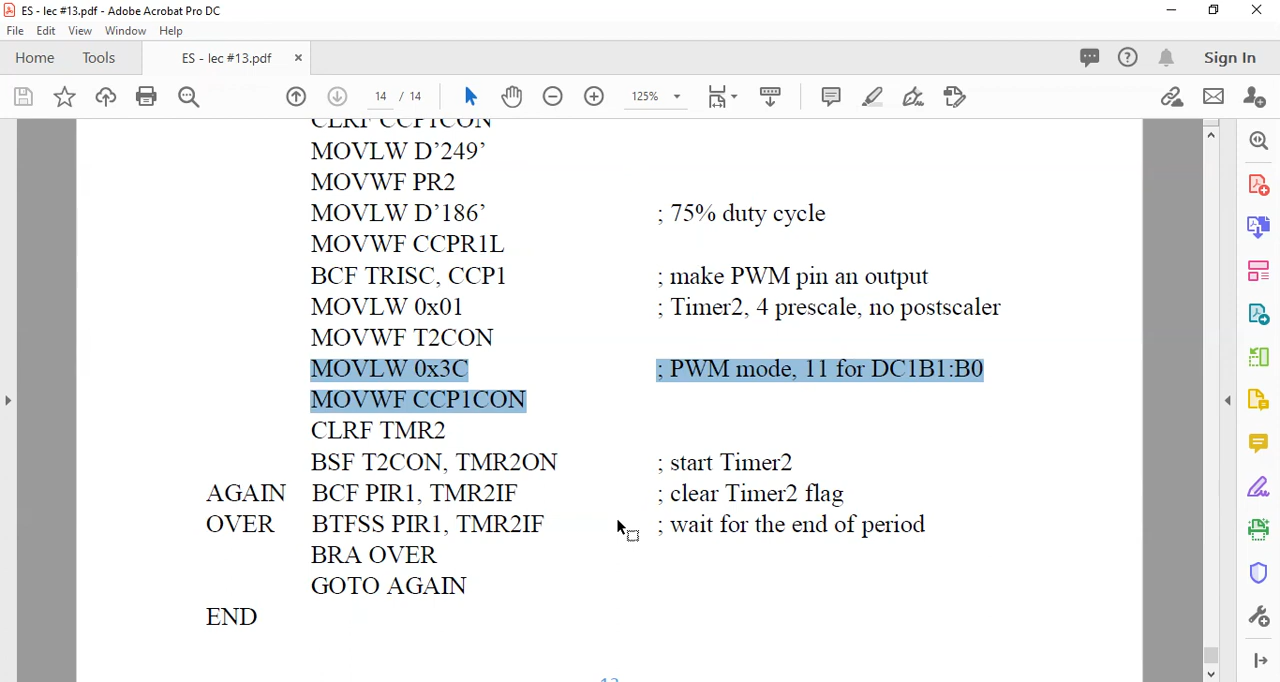 ES - lec #13.pdf - Adobe Acrobat Pro DC
File Edit View Window Help
Home Tools ES - lec #13.pdf × Sign In
14 / 14 125%
CLRF CCP1CON
MOVLW D’249’
MOVWF PR2
MOVLW D’186’ ; 75% duty cycle
MOVWF CCPR1L
BCF TRISC, CCP1 ; make PWM pin an output
MOVLW 0x01 ; Timer2, 4 prescale, no postscaler
MOVWF T2CON
MOVLW 0x3C ; PWM mode, 11 for DC1B1:B0
MOVWF CCP1CON
CLRF TMR2
BSF T2CON, TMR2ON ; start Timer2
AGAIN BCF PIR1, TMR2IF ; clear Timer2 flag
OVER BTFSS PIR1, TMR2IF ; wait for the end of period
BRA OVER
GOTO AGAIN
END